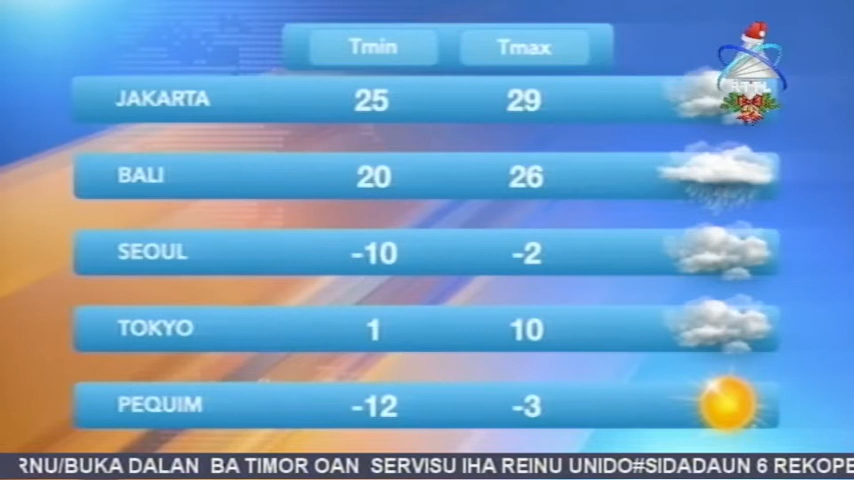 Tmin Tmax
JAKARTA 25 29
BALI 20 26
SEOUL -10 -2
TOKYO 1 10
PEQUIM -12 -3
RNU/BUKA DALAN BA TIMOR OAN SERVISU IHA REINU UNIDO#SIDADAUN 6 REKOPE